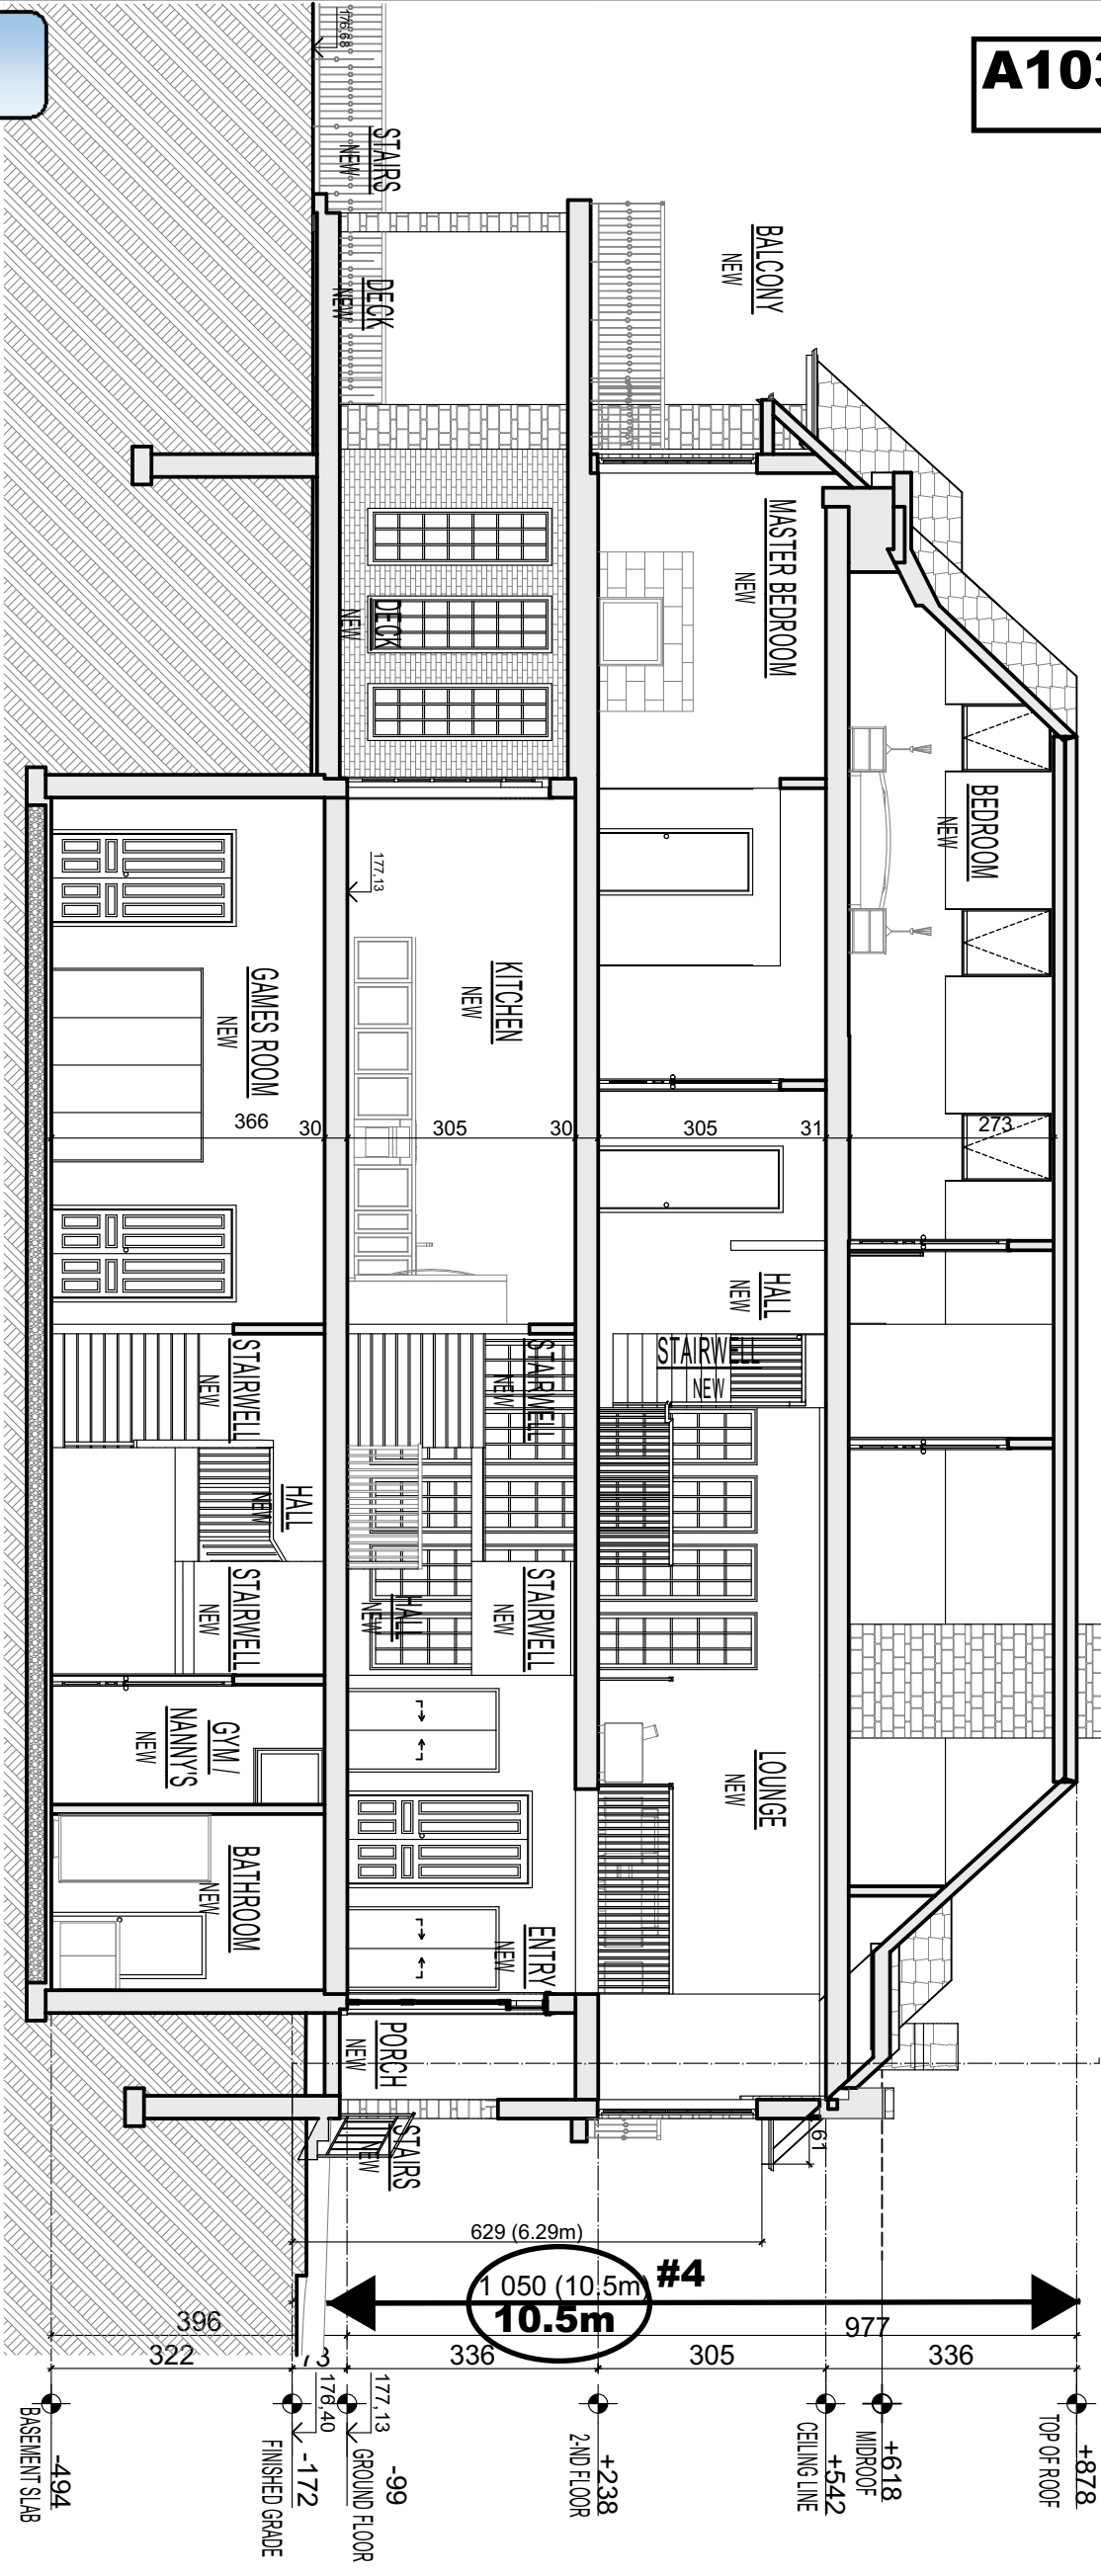 A103
176,68
STAIRS
NEW
DECK
NEW
BALCONY
NEW
DECK
NEW
MASTER BEDROOM
NEW
BEDROOM
NEW
177,13
KITCHEN
NEW
GAMES ROOM
NEW
366
30
305
30
305
31
273
HALL
NEW
STAIRWELL
NEW
STAIRWELL
NEW
STAIRWELL
NEW
HALL
NEW
STAIRWELL
NEW
HALL
NEW
STAIRWELL
NEW
GYM /
NANNY'S
NEW
LOUNGE
NEW
BATHROOM
NEW
ENTRY
NEW
PORCH
NEW
STAIRS
NEW
61
629 (6.29m)
#4
1 050 (10.5m)
10.5m
396
977
322
73
336
305
336
176,40
177,13
-494
BASEMENT SLAB
-172
FINISHED GRADE
-99
GROUND FLOOR
+238
2-ND FLOOR
+542
CEILING LINE
+618
MIDROOF
+878
TOP OF ROOF